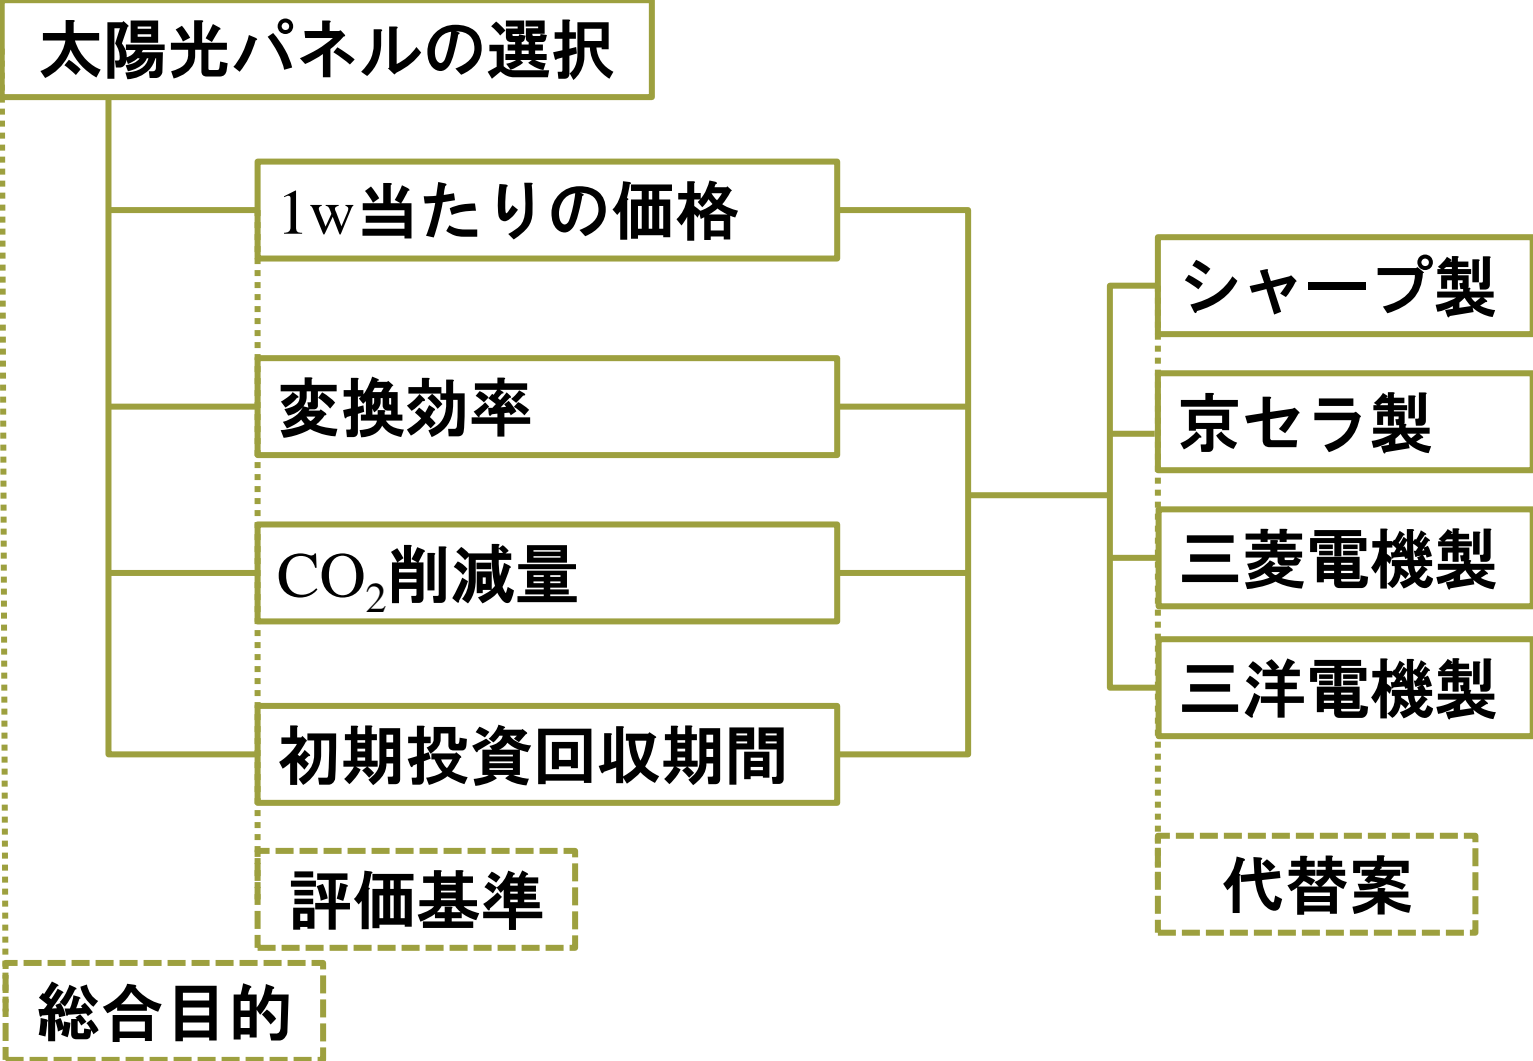 太陽光パネルの選択
1w当たりの価格
変換効率
CO₂削減量
初期投資回収期間
シャープ製
京セラ製
三菱電機製
三洋電機製
評価基準
代替案
総合目的